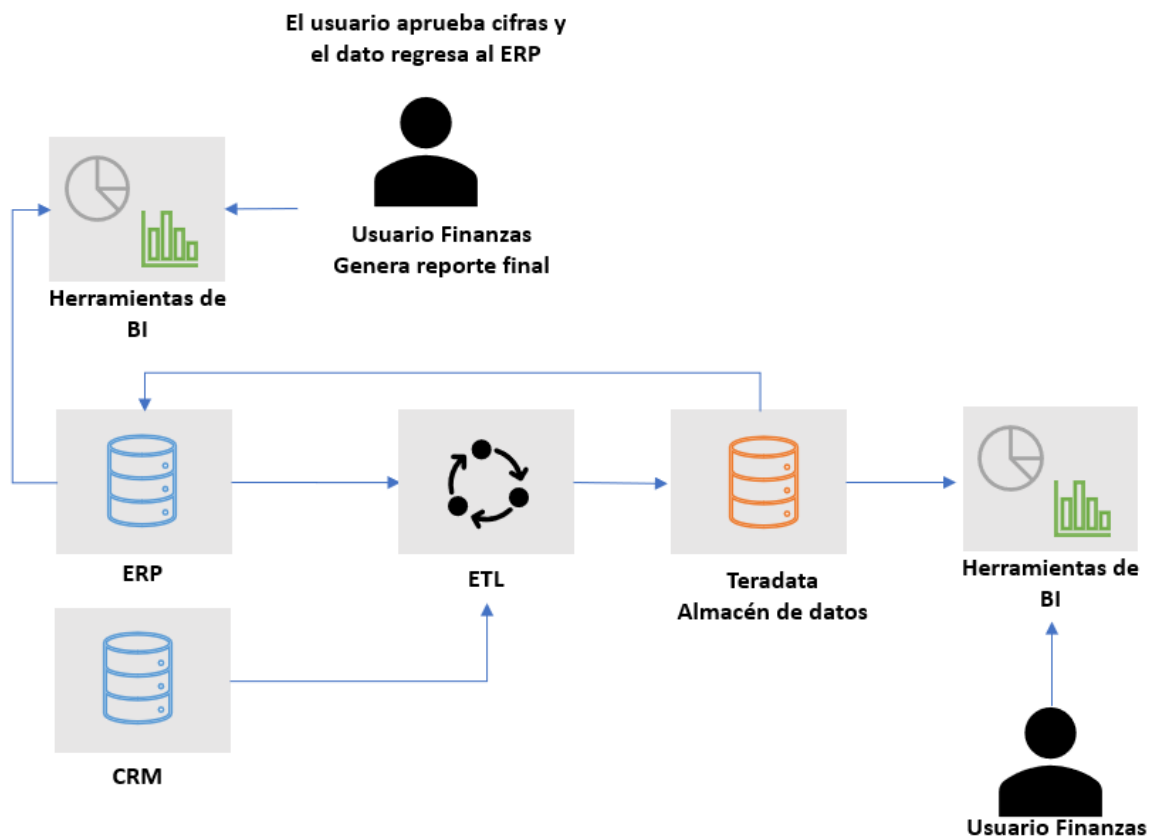 El usuario aprueba cifras y
el dato regresa al ERP
Usuario Finanzas
Genera reporte final
Herramientas de
BI
ERP
ETL
Teradata
Almacén de datos
Herramientas de
BI
CRM
Usuario Finanzas